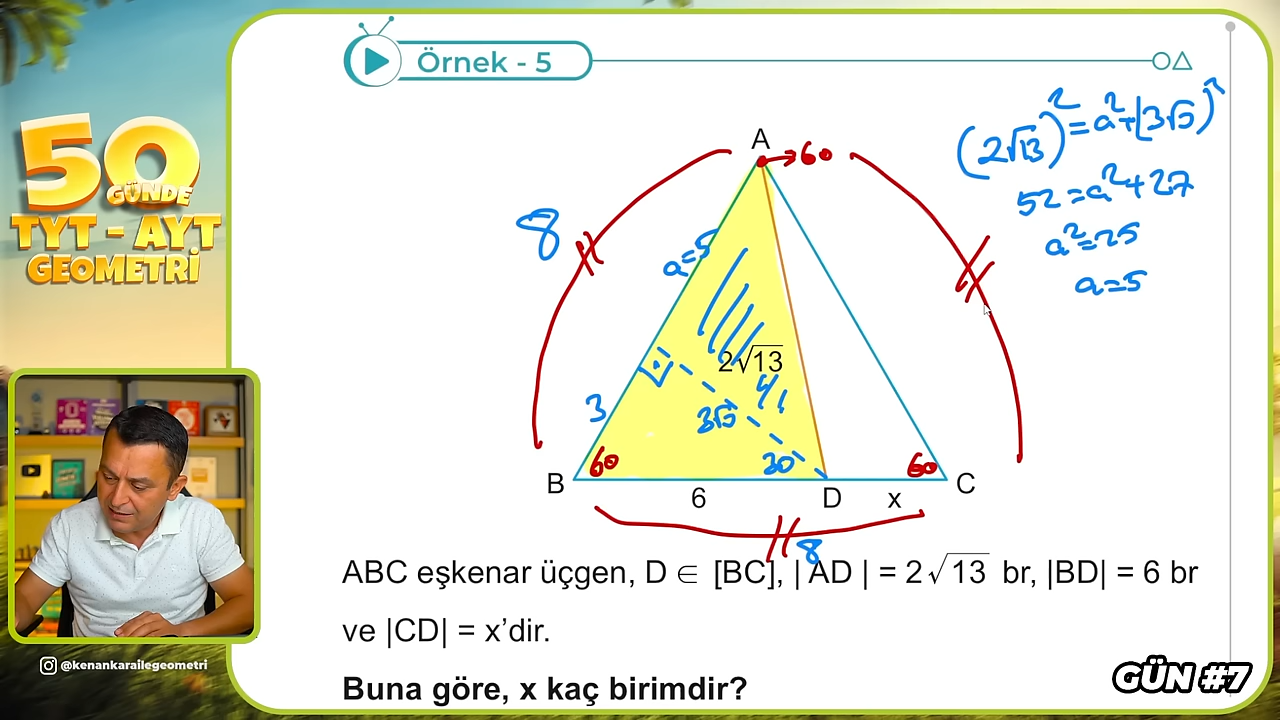 Örnek - 5
50
GÜNDE
TYT - AYT
GEOMETRİ
(2√13)² = a² + (3√3)²
52 = a² + 27
a² = 25
a = 5
A
60
8
a=5
2√13
3
3√3
60
30
60
B
6
D
x
C
8
ABC eşkenar üçgen, D ∈ [BC], | AD | = 2√13 br, |BD| = 6 br
ve |CD| = x’dir.
Buna göre, x kaç birimdir?
@kenankarailegeometri
GÜN #7